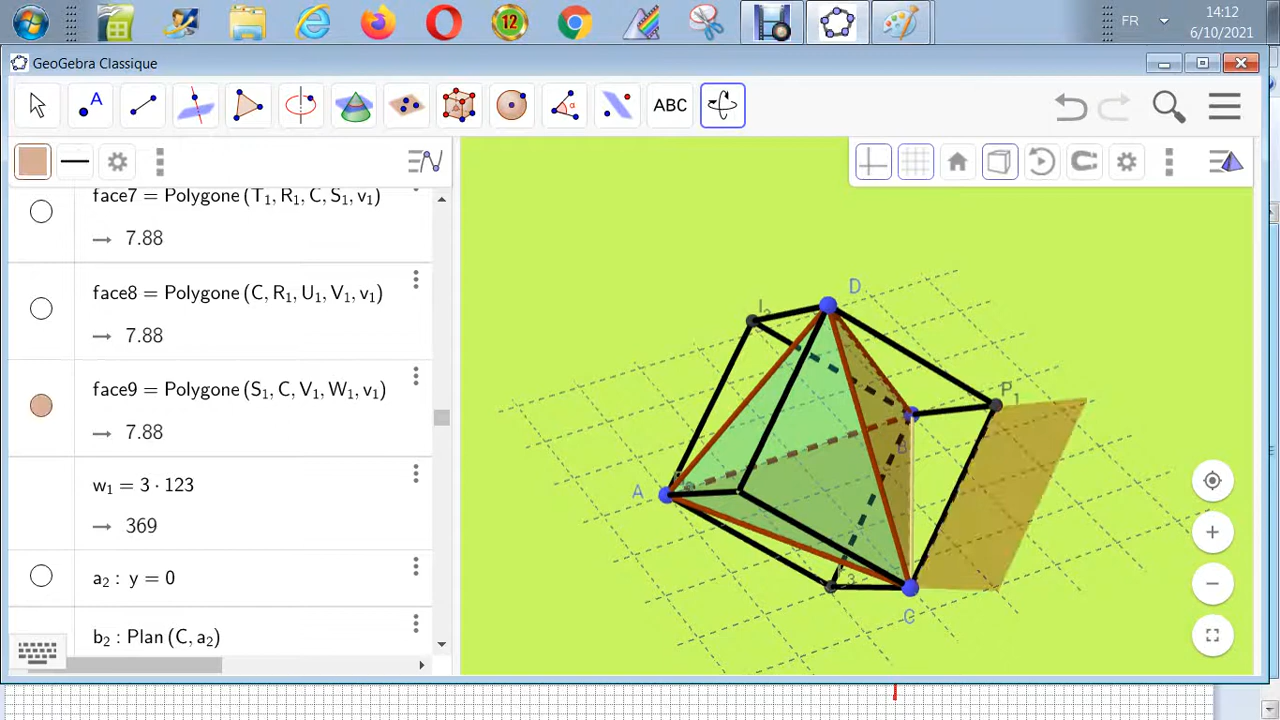 12
FR
14:12
6/10/2021
GeoGebra Classique
A
α
ABC
face7 = Polygone (T₁, R₁, C, S₁, v₁)
→ 7.88
face8 = Polygone (C, R₁, U₁, V₁, v₁)
→ 7.88
face9 = Polygone (S₁, C, V₁, W₁, v₁)
→ 7.88
w₁ = 3 · 123
→ 369
a₂ : y = 0
b₂ : Plan (C, a₂)
D
P₁
B
A
C